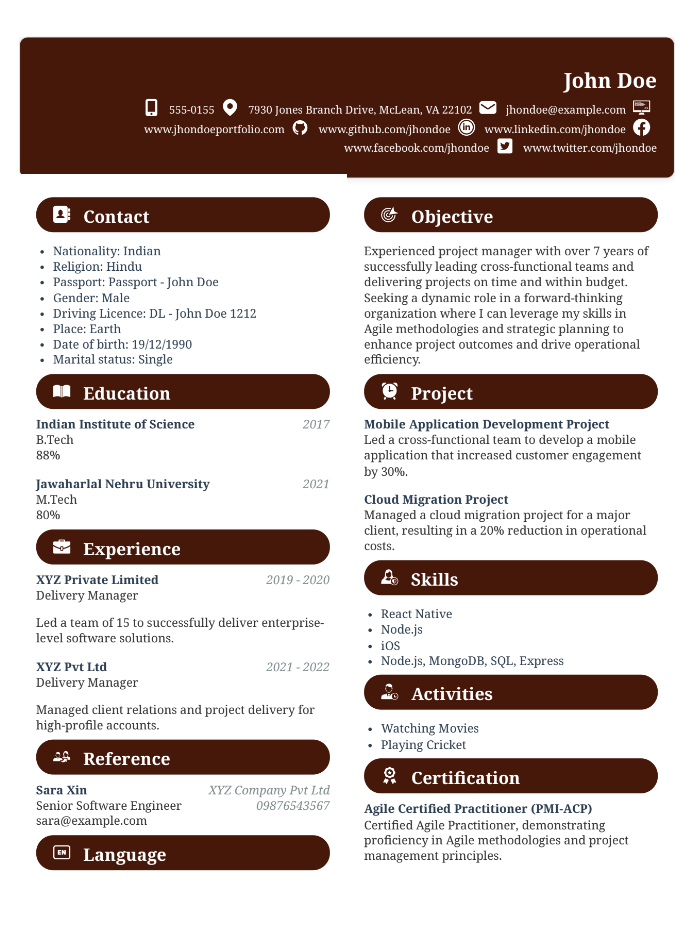 John Doe
555-0155 7930 Jones Branch Drive, McLean, VA 22102 jhondoe@example.com
www.jhondoeportfolio.com www.github.com/jhondoe www.linkedin.com/jhondoe
www.facebook.com/jhondoe www.twitter.com/jhondoe
Contact
• Nationality: Indian
• Religion: Hindu
• Passport: Passport - John Doe
• Gender: Male
• Driving Licence: DL - John Doe 1212
• Place: Earth
• Date of birth: 19/12/1990
• Marital status: Single
Education
Indian Institute of Science 2017
B.Tech
88%
Jawaharlal Nehru University 2021
M.Tech
80%
Experience
XYZ Private Limited 2019 - 2020
Delivery Manager
Led a team of 15 to successfully deliver enterprise-
level software solutions.
XYZ Pvt Ltd 2021 - 2022
Delivery Manager
Managed client relations and project delivery for
high-profile accounts.
Reference
Sara Xin XYZ Company Pvt Ltd
Senior Software Engineer 09876543567
sara@example.com
EN Language
Objective
Experienced project manager with over 7 years of
successfully leading cross-functional teams and
delivering projects on time and within budget.
Seeking a dynamic role in a forward-thinking
organization where I can leverage my skills in
Agile methodologies and strategic planning to
enhance project outcomes and drive operational
efficiency.
Project
Mobile Application Development Project
Led a cross-functional team to develop a mobile
application that increased customer engagement
by 30%.
Cloud Migration Project
Managed a cloud migration project for a major
client, resulting in a 20% reduction in operational
costs.
Skills
• React Native
• Node.js
• iOS
• Node.js, MongoDB, SQL, Express
Activities
• Watching Movies
• Playing Cricket
Certification
Agile Certified Practitioner (PMI-ACP)
Certified Agile Practitioner, demonstrating
proficiency in Agile methodologies and project
management principles.